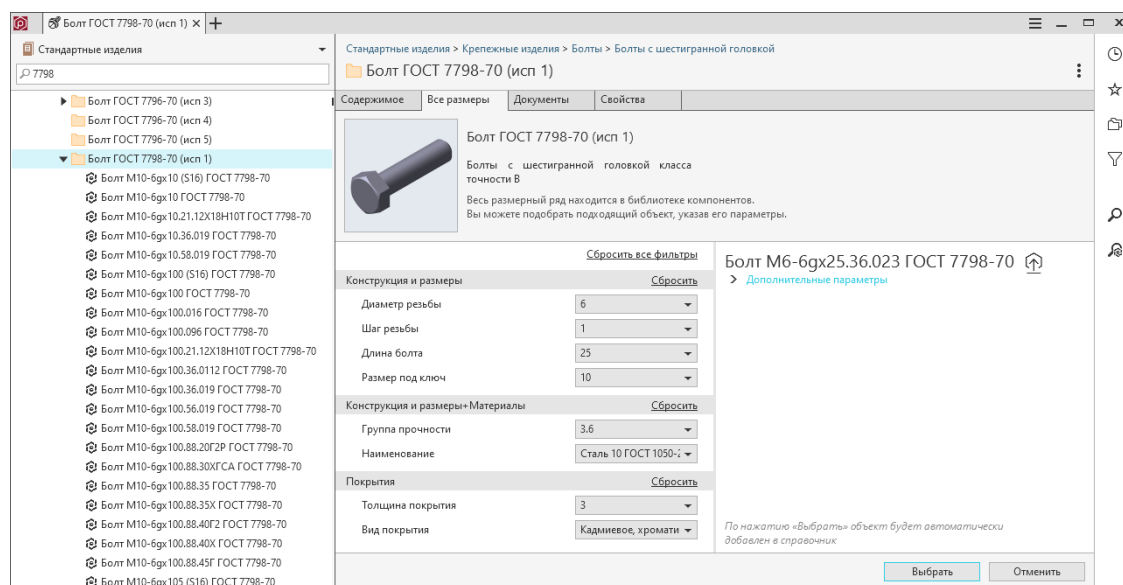 Болт ГОСТ 7798-70 (исп 1)
Стандартные изделия
7798
Болт ГОСТ 7796-70 (исп 3)
Болт ГОСТ 7796-70 (исп 4)
Болт ГОСТ 7796-70 (исп 5)
Болт ГОСТ 7798-70 (исп 1)
Болт М10-6gx10 (S16) ГОСТ 7798-70
Болт М10-6gx10 ГОСТ 7798-70
Болт М10-6gx10.21.12Х18Н10Т ГОСТ 7798-70
Болт М10-6gx10.36.019 ГОСТ 7798-70
Болт М10-6gx10.58.019 ГОСТ 7798-70
Болт М10-6gx100 (S16) ГОСТ 7798-70
Болт М10-6gx100 ГОСТ 7798-70
Болт М10-6gx100.016 ГОСТ 7798-70
Болт М10-6gx100.096 ГОСТ 7798-70
Болт М10-6gx100.21.12Х18Н10Т ГОСТ 7798-70
Болт М10-6gx100.36.0112 ГОСТ 7798-70
Болт М10-6gx100.36.019 ГОСТ 7798-70
Болт М10-6gx100.56.019 ГОСТ 7798-70
Болт М10-6gx100.58.019 ГОСТ 7798-70
Болт М10-6gx100.88.20Г2Р ГОСТ 7798-70
Болт М10-6gx100.88.30ХГСА ГОСТ 7798-70
Болт М10-6gx100.88.35 ГОСТ 7798-70
Болт М10-6gx100.88.35Х ГОСТ 7798-70
Болт М10-6gx100.88.40Г2 ГОСТ 7798-70
Болт М10-6gx100.88.40Х ГОСТ 7798-70
Болт М10-6gx100.88.45Г ГОСТ 7798-70
Болт М10-6gx105 (S16) ГОСТ 7798-70
Стандартные изделия > Крепежные изделия > Болты > Болты с шестигранной головкой
Болт ГОСТ 7798-70 (исп 1)
Содержимое Все размеры Документы Свойства
Болт ГОСТ 7798-70 (исп 1)
Болты с шестигранной головкой класса
точности В
Весь размерный ряд находится в библиотеке компонентов.
Вы можете подобрать подходящий объект, указав его параметры.
Сбросить все фильтры
Конструкция и размеры Сбросить
Диаметр резьбы 6
Шаг резьбы 1
Длина болта 25
Размер под ключ 10
Конструкция и размеры+Материалы Сбросить
Группа прочности 3.6
Наименование Сталь 10 ГОСТ 1050-2
Покрытия Сбросить
Толщина покрытия 3
Вид покрытия Кадмиевое, хромати
Болт М6-6gx25.36.023 ГОСТ 7798-70
Дополнительные параметры
По нажатию «Выбрать» объект будет автоматически
добавлен в справочник
Выбрать Отменить